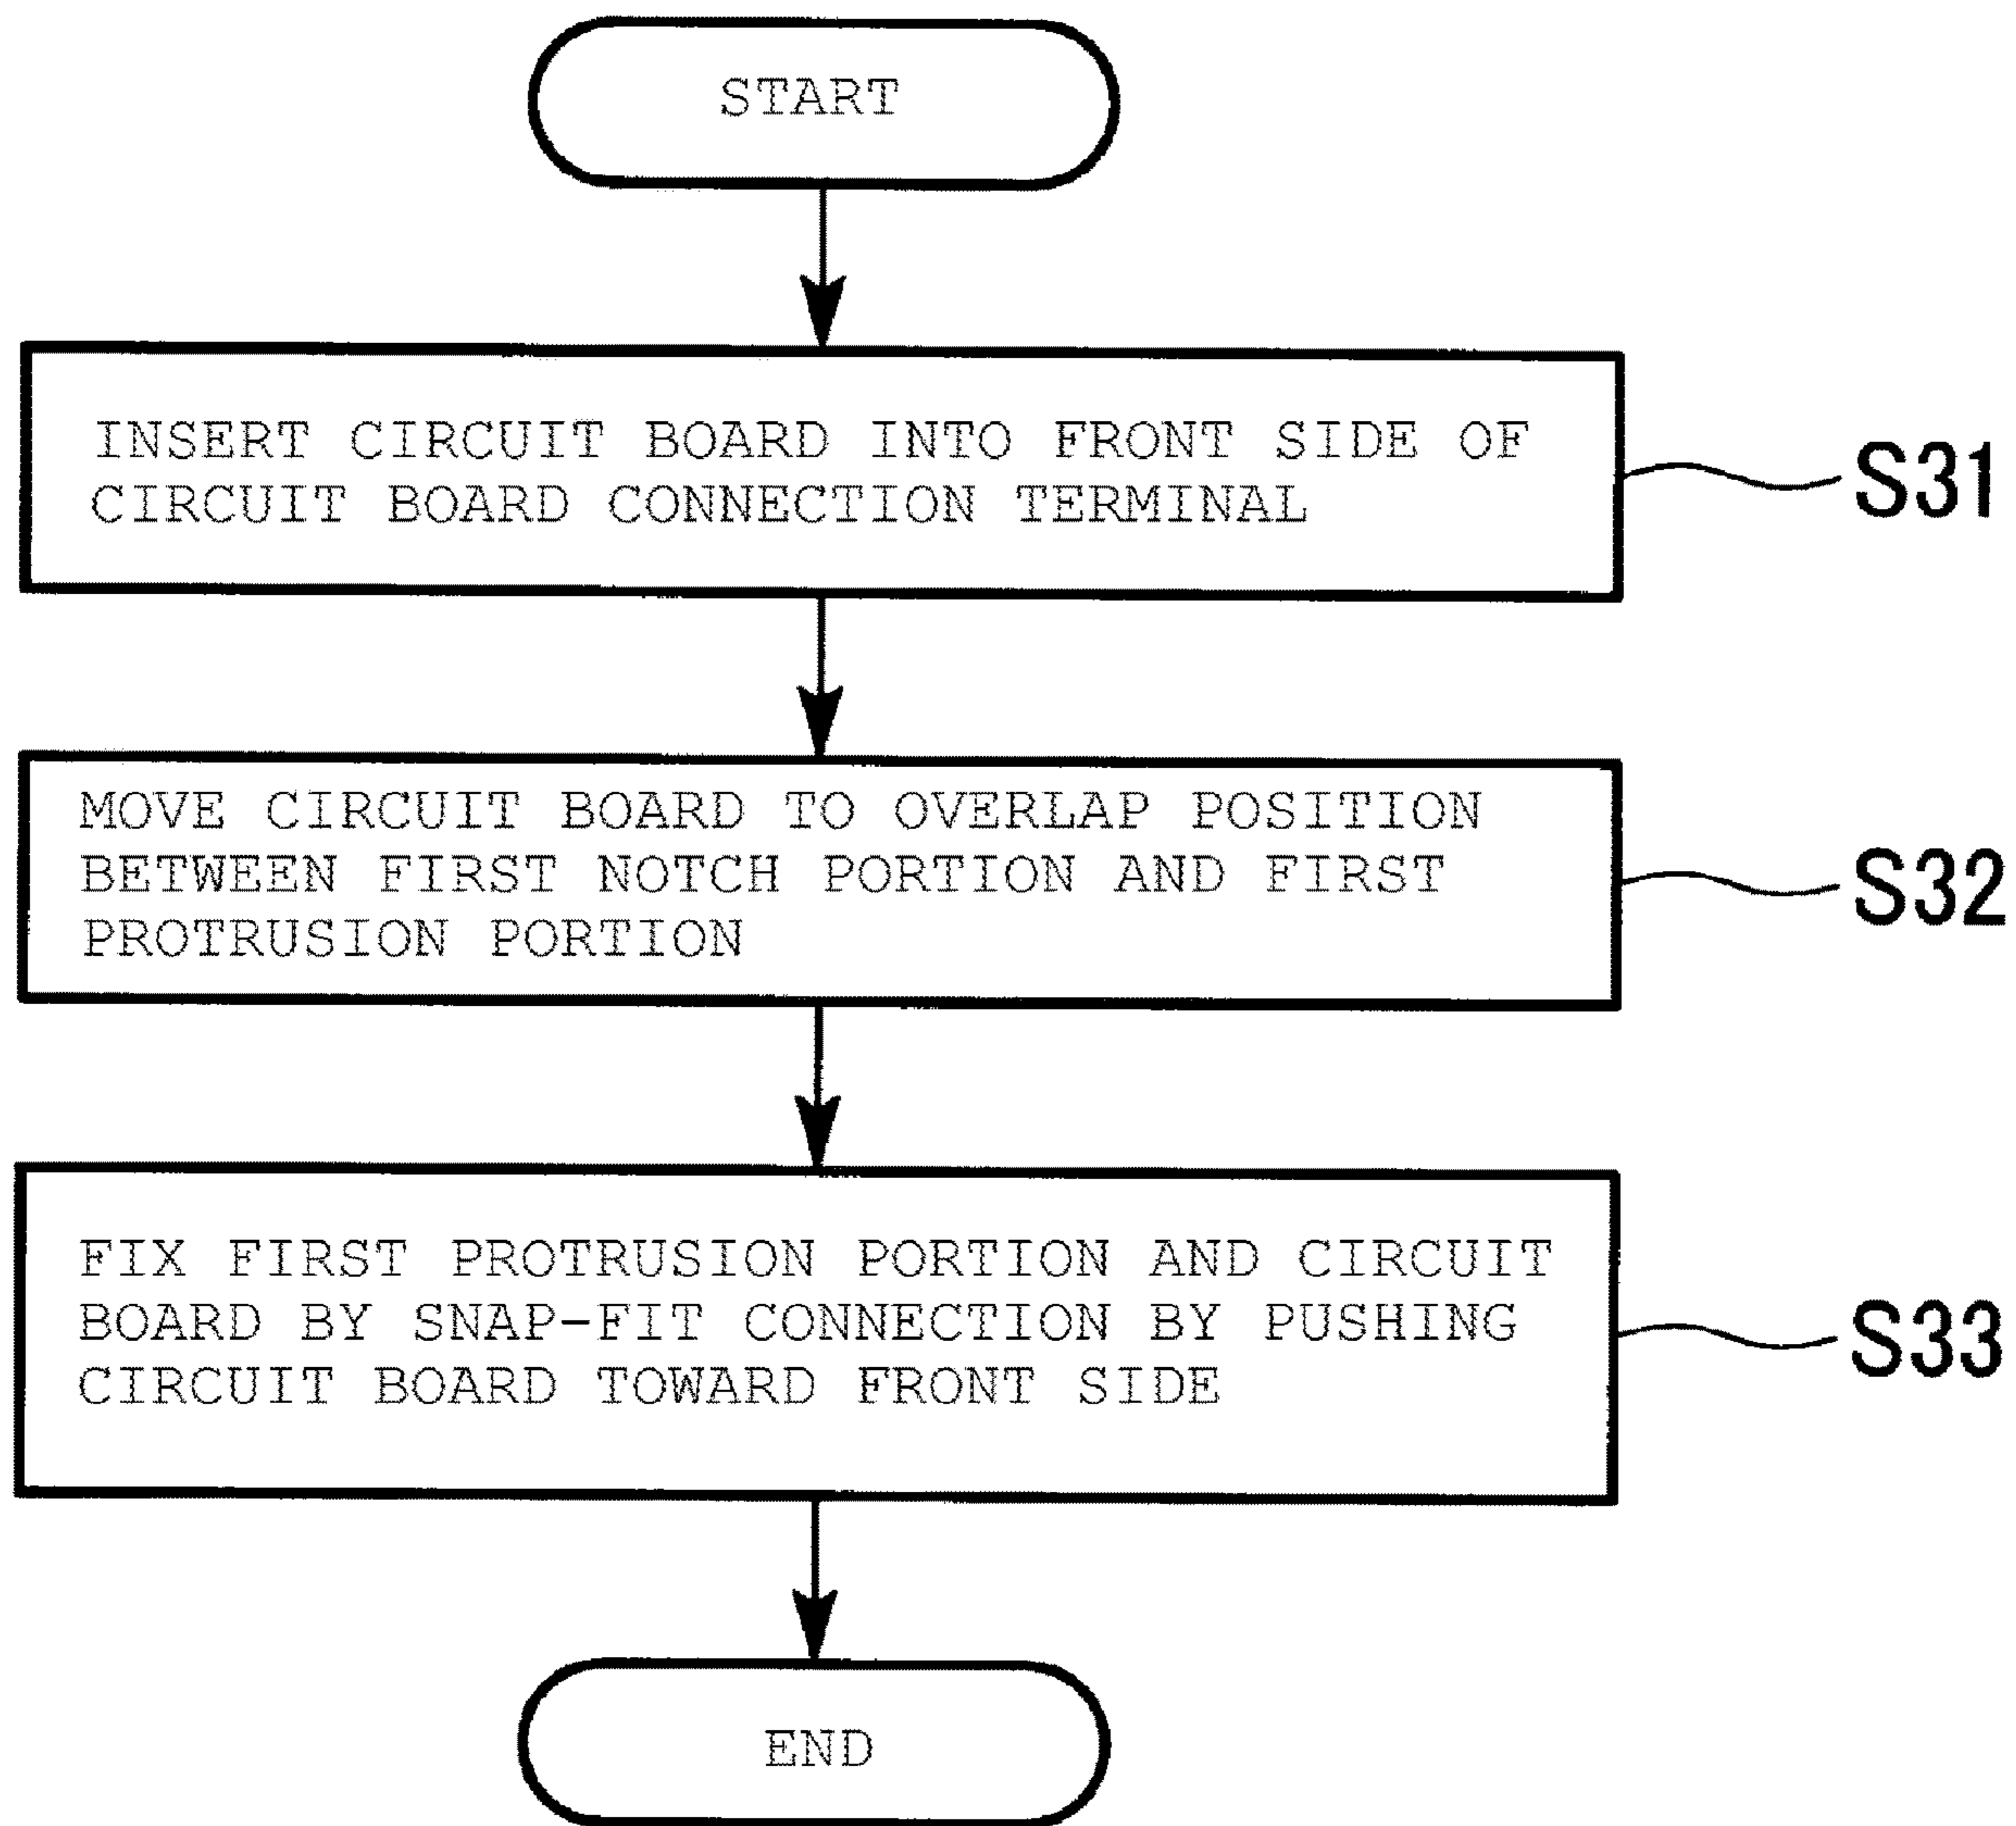 START
INSERT CIRCUIT BOARD INTO FRONT SIDE OF
CIRCUIT BOARD CONNECTION TERMINAL
S31
MOVE CIRCUIT BOARD TO OVERLAP POSITION
BETWEEN FIRST NOTCH PORTION AND FIRST
PROTRUSION PORTION
S32
FIX FIRST PROTRUSION PORTION AND CIRCUIT
BOARD BY SNAP-FIT CONNECTION BY PUSHING
CIRCUIT BOARD TOWARD FRONT SIDE
S33
END